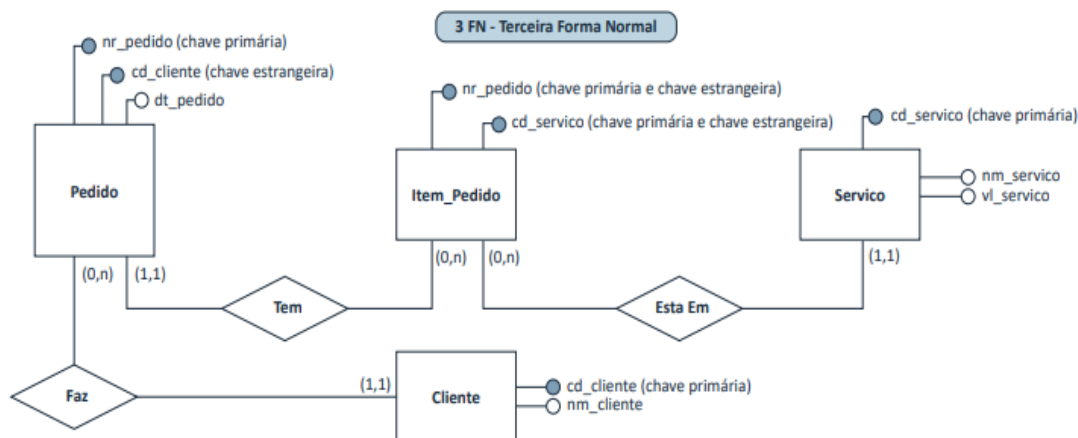 3 FN - Terceira Forma Normal
nr_pedido (chave primária)
cd_cliente (chave estrangeira)
dt_pedido
Pedido
nr_pedido (chave primária e chave estrangeira)
cd_servico (chave primária e chave estrangeira)
Item_Pedido
cd_servico (chave primária)
Servico
nm_servico
vl_servico
(0,n)
(1,1)
(0,n)
(0,n)
(1,1)
Tem
Esta Em
Faz
(1,1)
Cliente
cd_cliente (chave primária)
nm_cliente